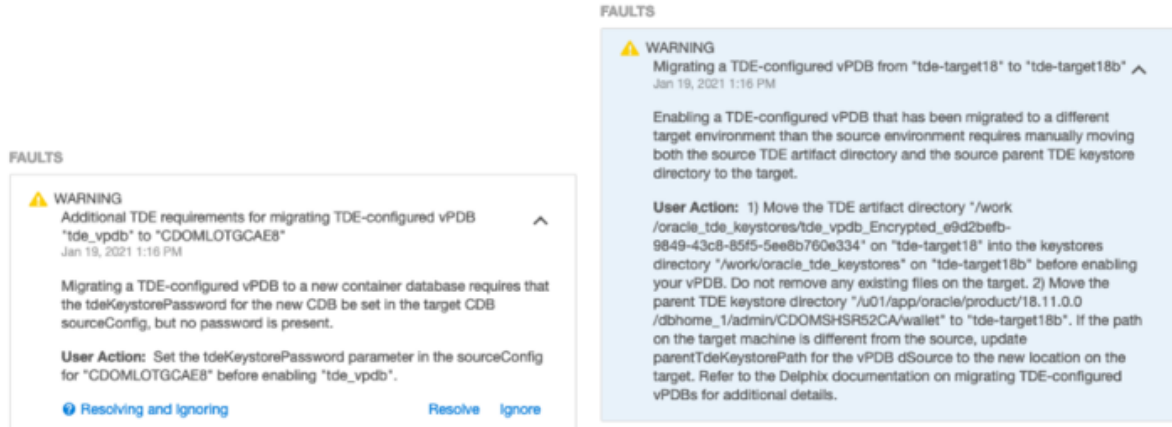 FAULTS
WARNING
Additional TDE requirements for migrating TDE-configured vPDB
"tde_vpdb" to "CDOMLOTGCAE8"
Jan 19, 2021 1:16 PM
Migrating a TDE-configured vPDB to a new container database requires that
the tdeKeystorePassword for the new CDB be set in the target CDB
sourceConfig, but no password is present.
User Action: Set the tdeKeystorePassword parameter in the sourceConfig
for "CDOMLOTGCAE8" before enabling "tde_vpdb".
Resolving and Ignoring
Resolve
Ignore
FAULTS
WARNING
Migrating a TDE-configured vPDB from "tde-target18" to "tde-target18b"
Jan 19, 2021 1:16 PM
Enabling a TDE-configured vPDB that has been migrated to a different
target environment than the source environment requires manually moving
both the source TDE artifact directory and the source parent TDE keystore
directory to the target.
User Action: 1) Move the TDE artifact directory "/work
/oracle_tde_keystores/tde_vpdb_Encrypted_e9d2befb-
9849-43c8-85f5-5ee8b760e334" on "tde-target18" into the keystores
directory "/work/oracle_tde_keystores" on "tde-target18b" before enabling
your vPDB. Do not remove any existing files on the target. 2) Move the
parent TDE keystore directory "/u01/app/oracle/product/18.11.0.0
/dbhome_1/admin/CDOMSHSR52CA/wallet" to "tde-target18b". If the path
on the target machine is different from the source, update
parentTdeKeystorePath for the vPDB dSource to the new location on the
target. Refer to the Delphix documentation on migrating TDE-configured
vPDBs for additional details.